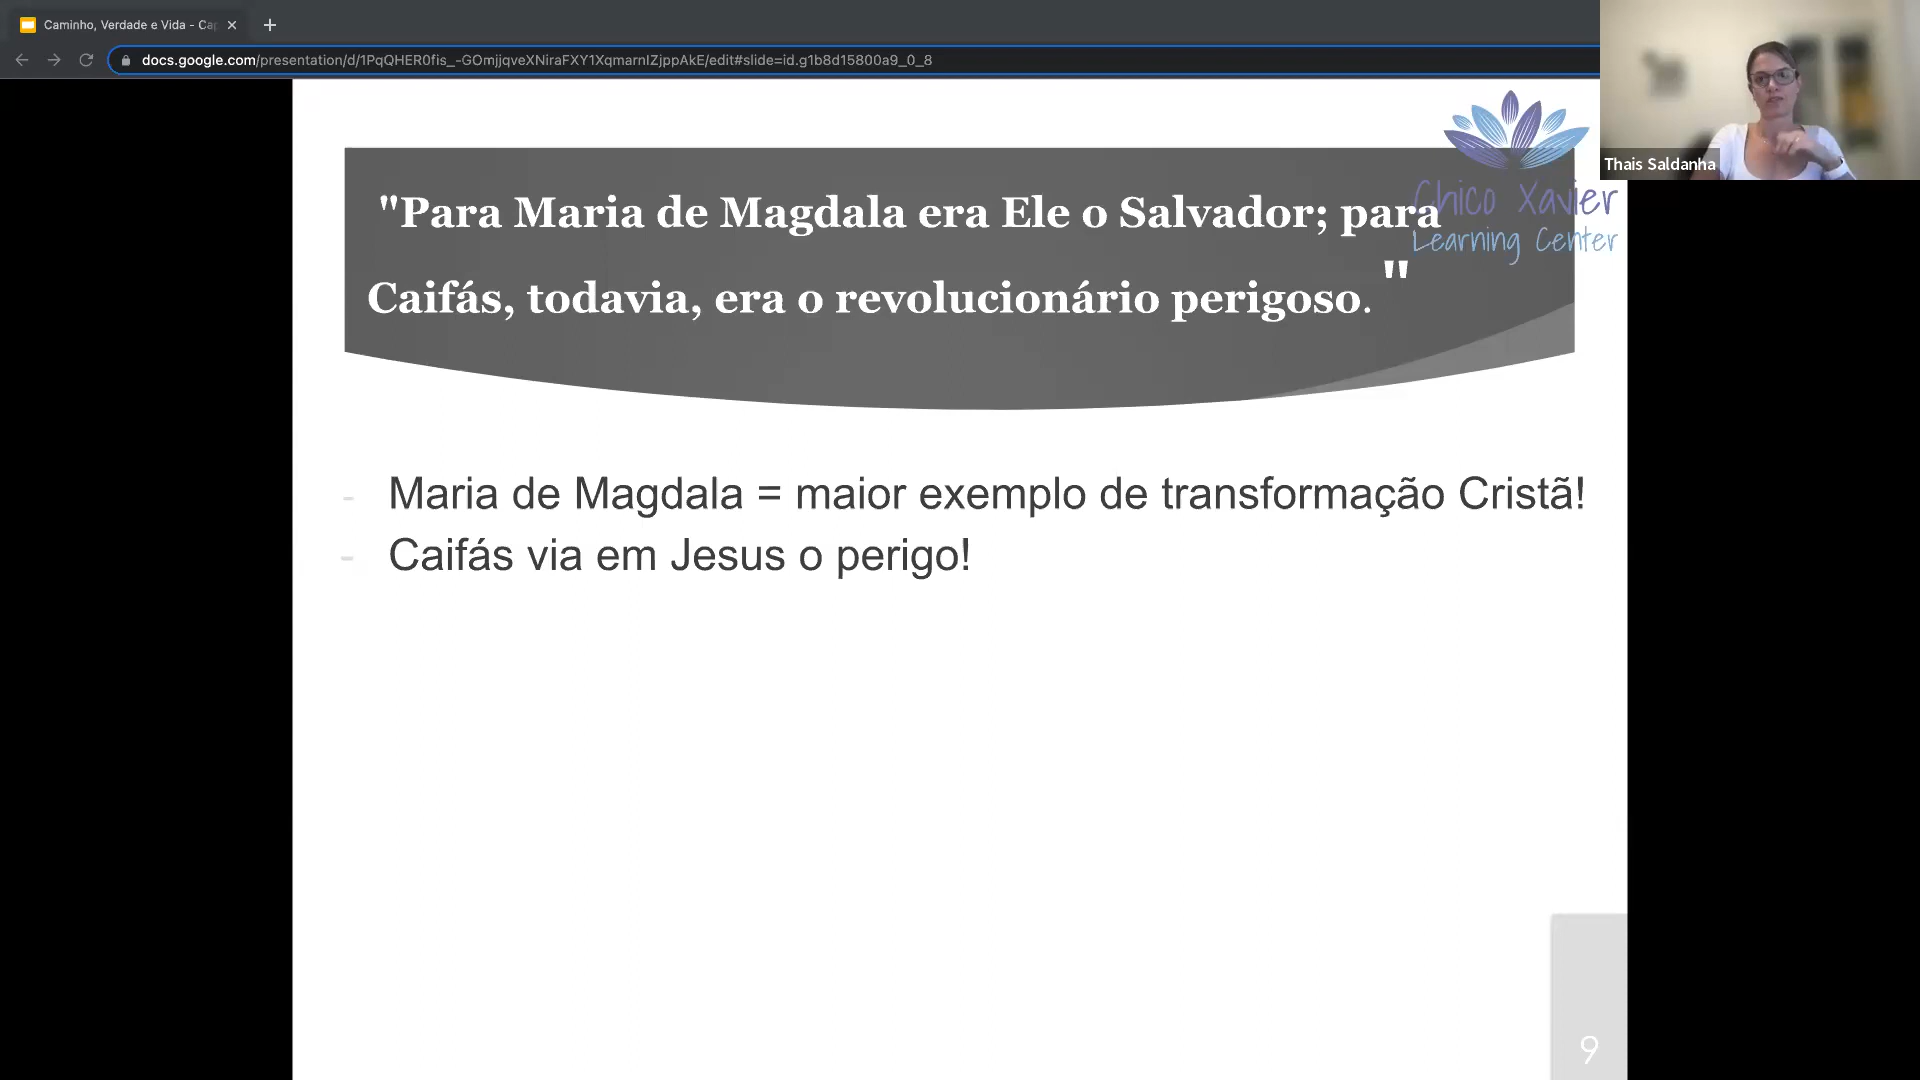 Caminho, Verdade e Vida - Cap
docs.google.com/presentation/d/1PqQHER0fis_-GOmjjqveXNiraFXY1XqmarnIZjppAkE/edit#slide=id.g1b8d15800a9_0_8
Thais Saldanha
Chico Xavier
Learning Center
"Para Maria de Magdala era Ele o Salvador; para
Caifás, todavia, era o revolucionário perigoso. "
- Maria de Magdala = maior exemplo de transformação Cristã!
- Caifás via em Jesus o perigo!
9